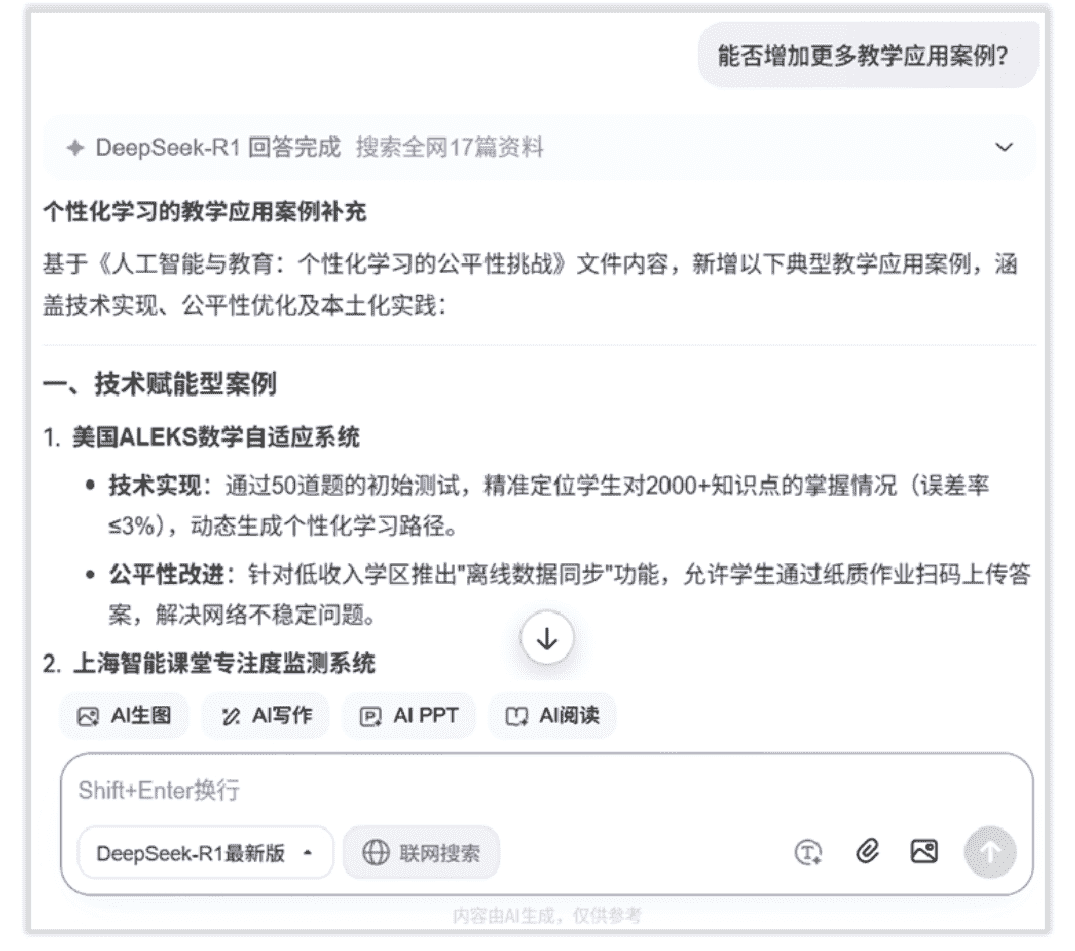 能否增加更多教学应用案例?
DeepSeek-R1 回答完成 搜索全网17篇资料
个性化学习的教学应用案例补充
基于《人工智能与教育：个性化学习的公平性挑战》文件内容，新增以下典型教学应用案例，涵
盖技术实现、公平性优化及本土化实践：
一、技术赋能型案例
1. 美国ALEKS数学自适应系统
• 技术实现：通过50道题的初始测试，精准定位学生对2000+知识点的掌握情况（误差率
≤3%），动态生成个性化学习路径。
• 公平性改进：针对低收入学区推出"离线数据同步"功能，允许学生通过纸质作业扫码上传答
案，解决网络不稳定问题。
2. 上海智能课堂专注度监测系统
AI生图 AI写作 AI PPT AI阅读
Shift+Enter换行
DeepSeek-R1最新版 联网搜索
内容由AI生成，仅供参考